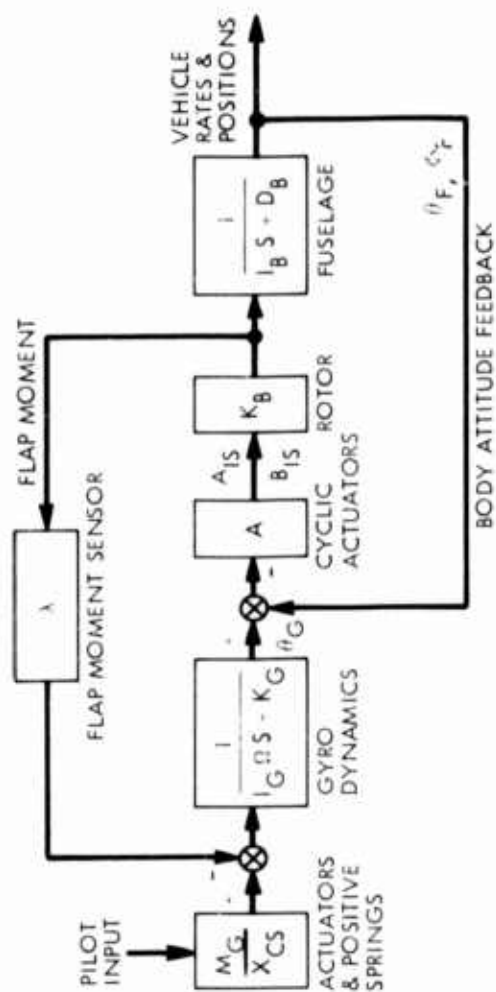 PILOT
INPUT
M_G
X_CS
ACTUATORS
& POSITIVE
SPRINGS
-
1
I_G Ω S - K_G
GYRO
DYNAMICS
θ_G
-
A
CYCLIC
ACTUATORS
A_IS
B_IS
K_B
ROTOR
FLAP MOMENT
λ
FLAP MOMENT SENSOR
1
I_B S + D_B
FUSELAGE
VEHICLE
RATES &
POSITIONS
θ_F,
BODY ATTITUDE FEEDBACK